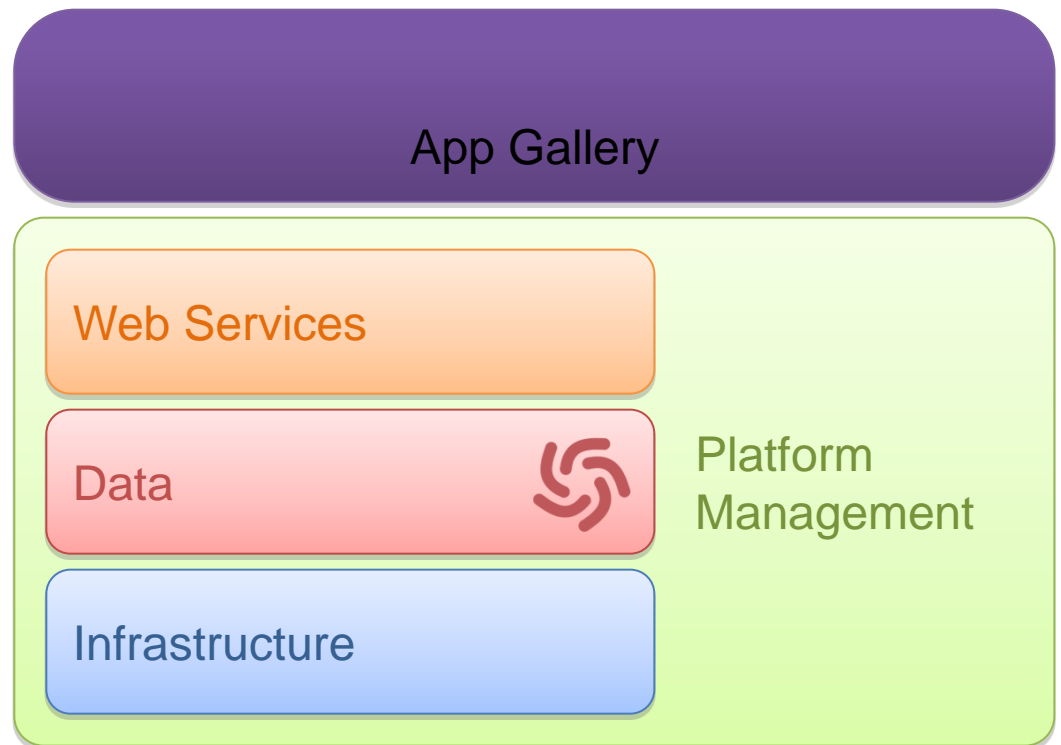 App Gallery
Web Services
Data
Platform
Management
Infrastructure